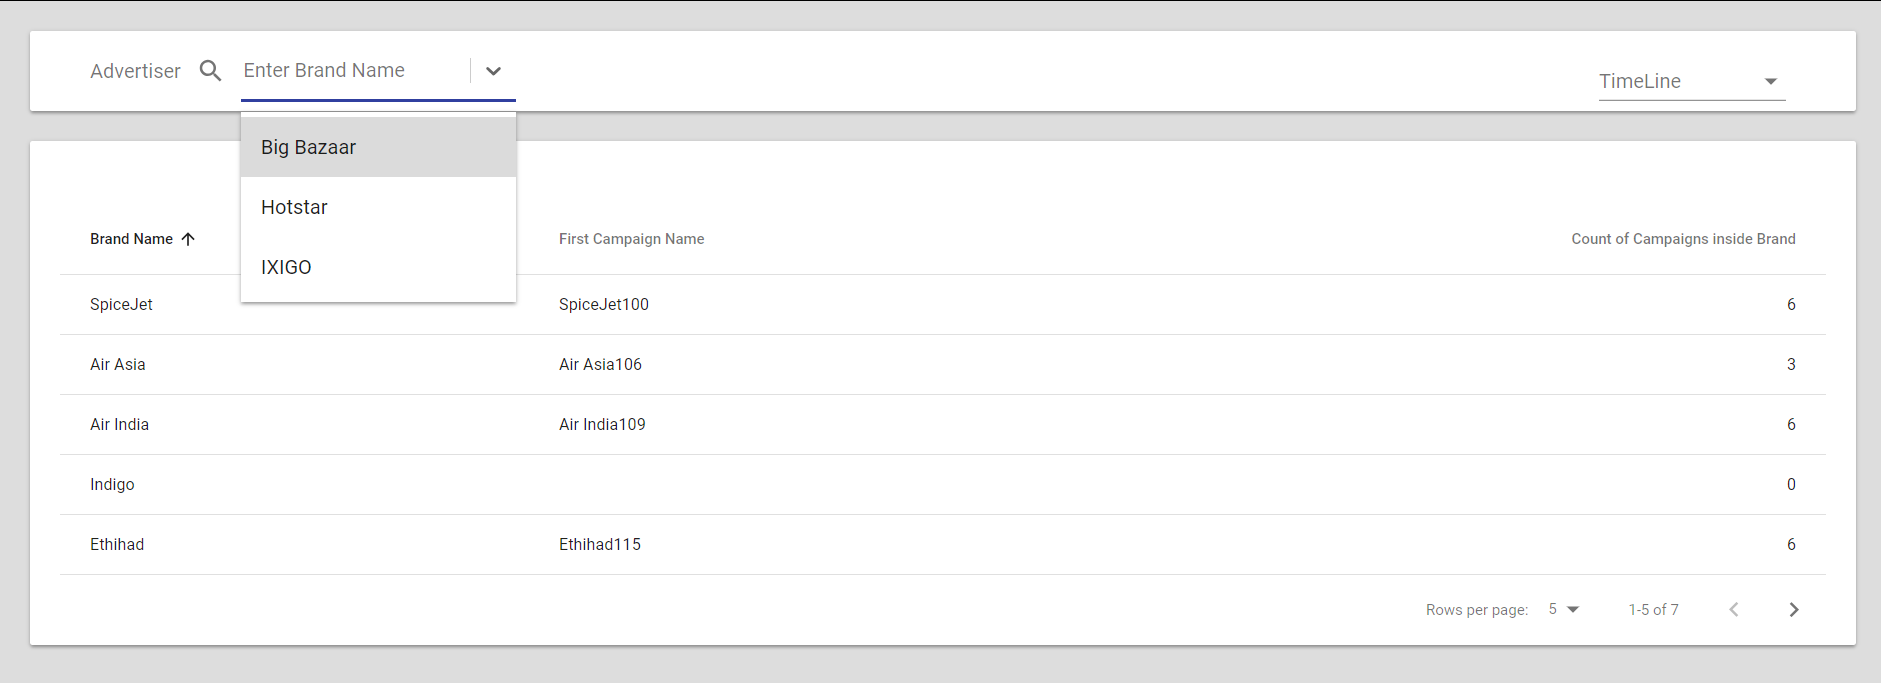 Advertiser Enter Brand Name
TimeLine
Big Bazaar
Hotstar
IXIGO
Brand Name First Campaign Name Count of Campaigns inside Brand
SpiceJet SpiceJet100 6
Air Asia Air Asia106 3
Air India Air India109 6
Indigo 0
Ethihad Ethihad115 6
Rows per page: 5 1-5 of 7